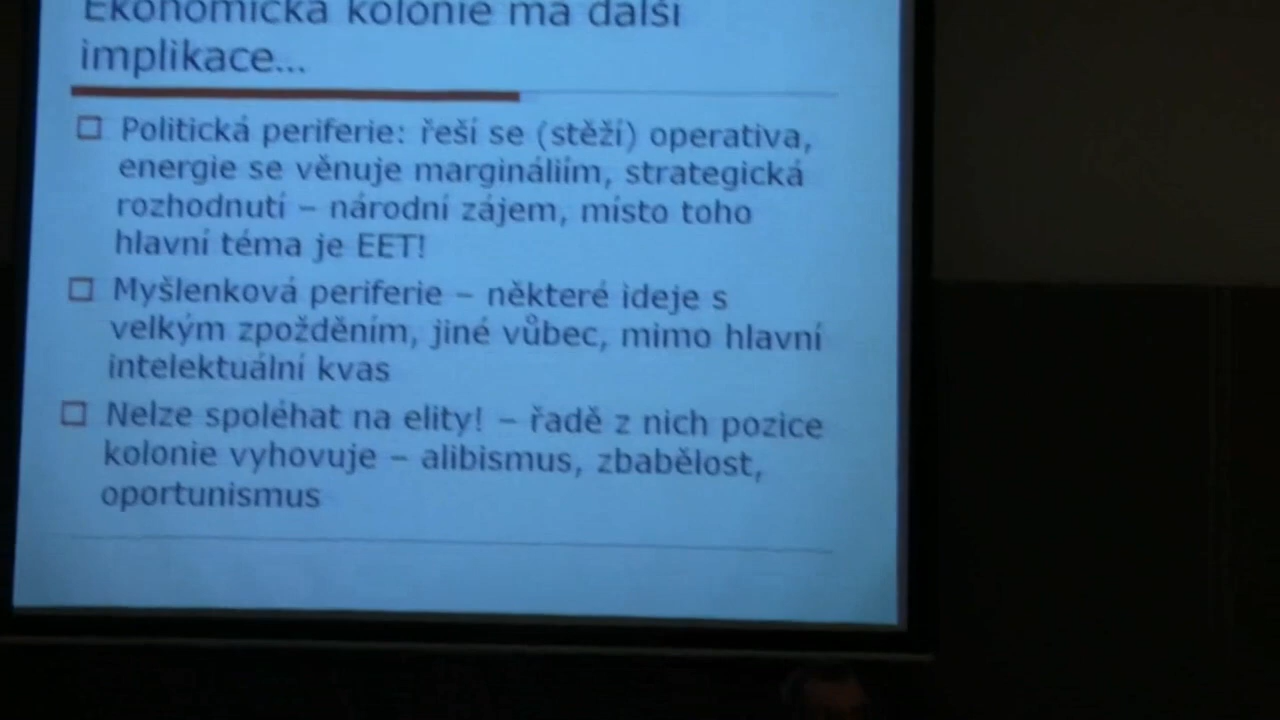 Ekonomická kolonie má další
implikace...
Politická periferie: řeší se (stěží) operativa,
energie se věnuje margináliím, strategická
rozhodnutí – národní zájem, místo toho
hlavní téma je EET!
Myšlenková periferie – některé ideje s
velkým zpožděním, jiné vůbec, mimo hlavní
intelektuální kvas
Nelze spoléhat na elity! – řadě z nich pozice
kolonie vyhovuje – alibismus, zbabělost,
oportunismus